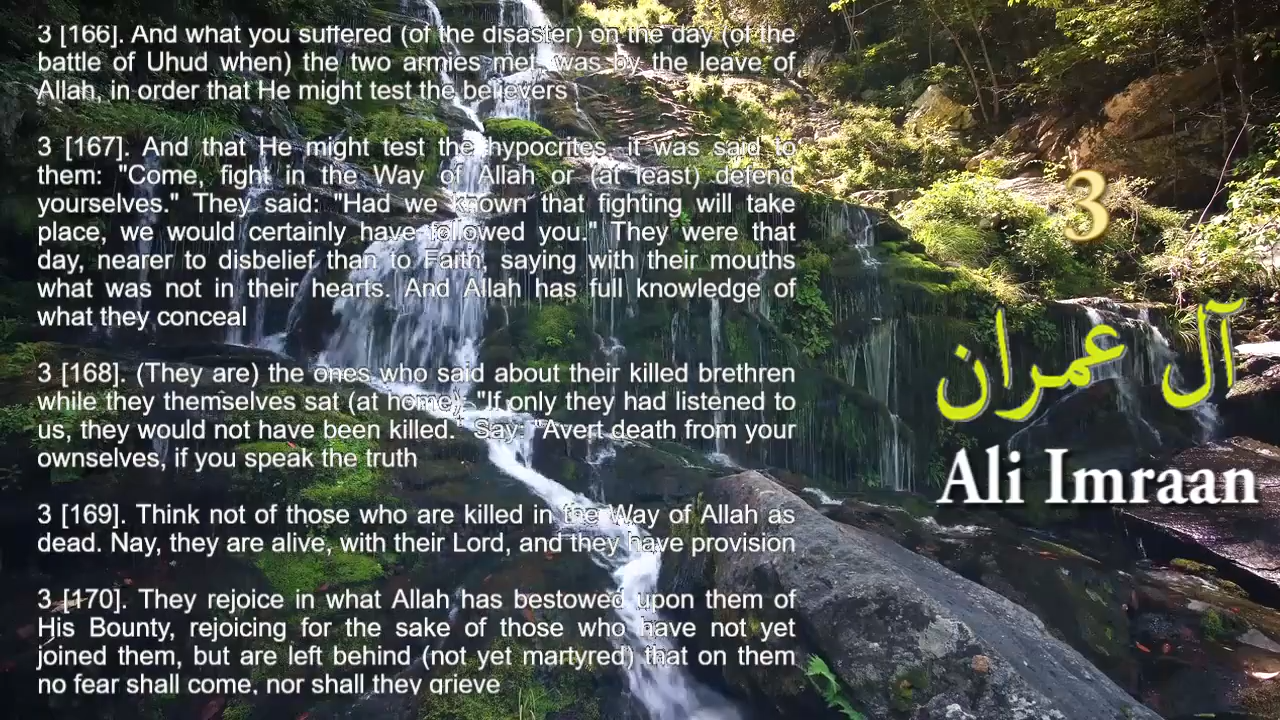 3 [166]. And what you suffered (of the disaster) on the day (of the
battle of Uhud when) the two armies met, was by the leave of
Allah, in order that He might test the believers
3 [167]. And that He might test the hypocrites, it was said to
them: "Come, fight in the Way of Allah or (at least) defend
yourselves." They said: "Had we known that fighting will take
place, we would certainly have followed you." They were that
day, nearer to disbelief than to Faith, saying with their mouths
what was not in their hearts. And Allah has full knowledge of
what they conceal
3 [168]. (They are) the ones who said about their killed brethren
while they themselves sat (at home): "If only they had listened to
us, they would not have been killed." Say: "Avert death from your
ownselves, if you speak the truth
3 [169]. Think not of those who are killed in the Way of Allah as
dead. Nay, they are alive, with their Lord, and they have provision
3 [170]. They rejoice in what Allah has bestowed upon them of
His Bounty, rejoicing for the sake of those who have not yet
joined them, but are left behind (not yet martyred) that on them
no fear shall come, nor shall they grieve
3
آل عمران
Ali Imraan